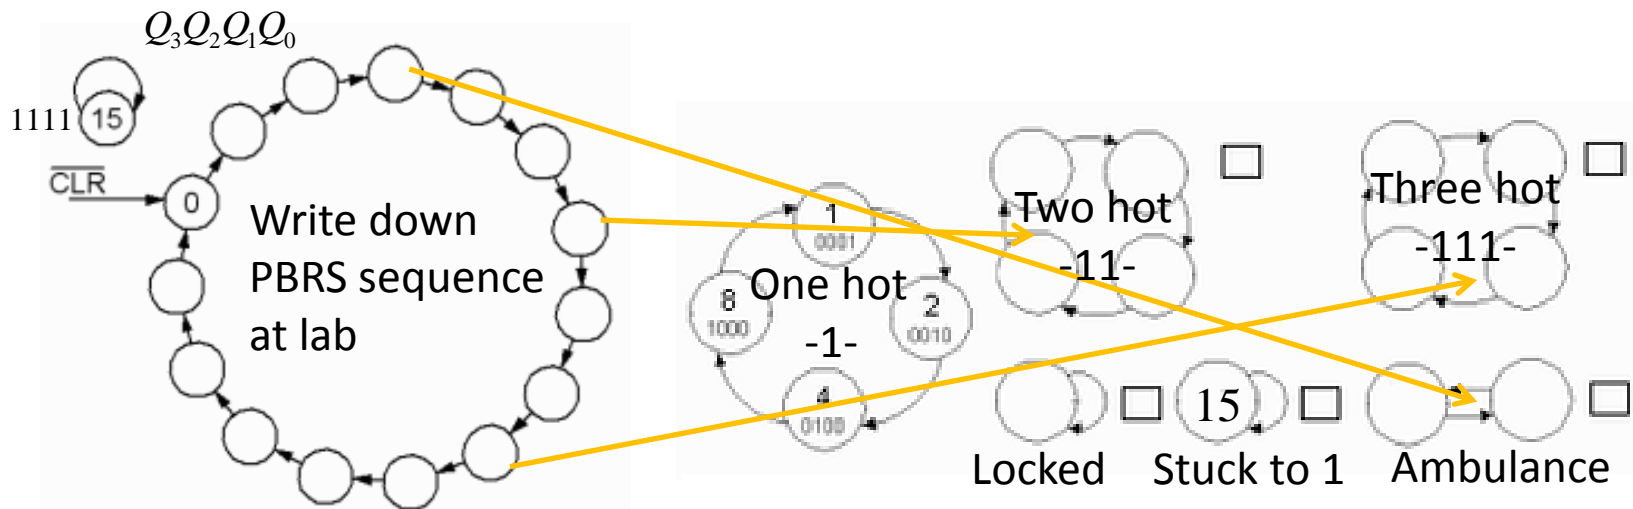 Q3Q2Q1Q0
1111
15
CLR
0
Write down
PBRS sequence
at lab
1
0001
One hot
-1-
8
1000
2
0010
4
0100
Two hot
-11-
Three hot
-111-
15
Locked
Stuck to 1
Ambulance